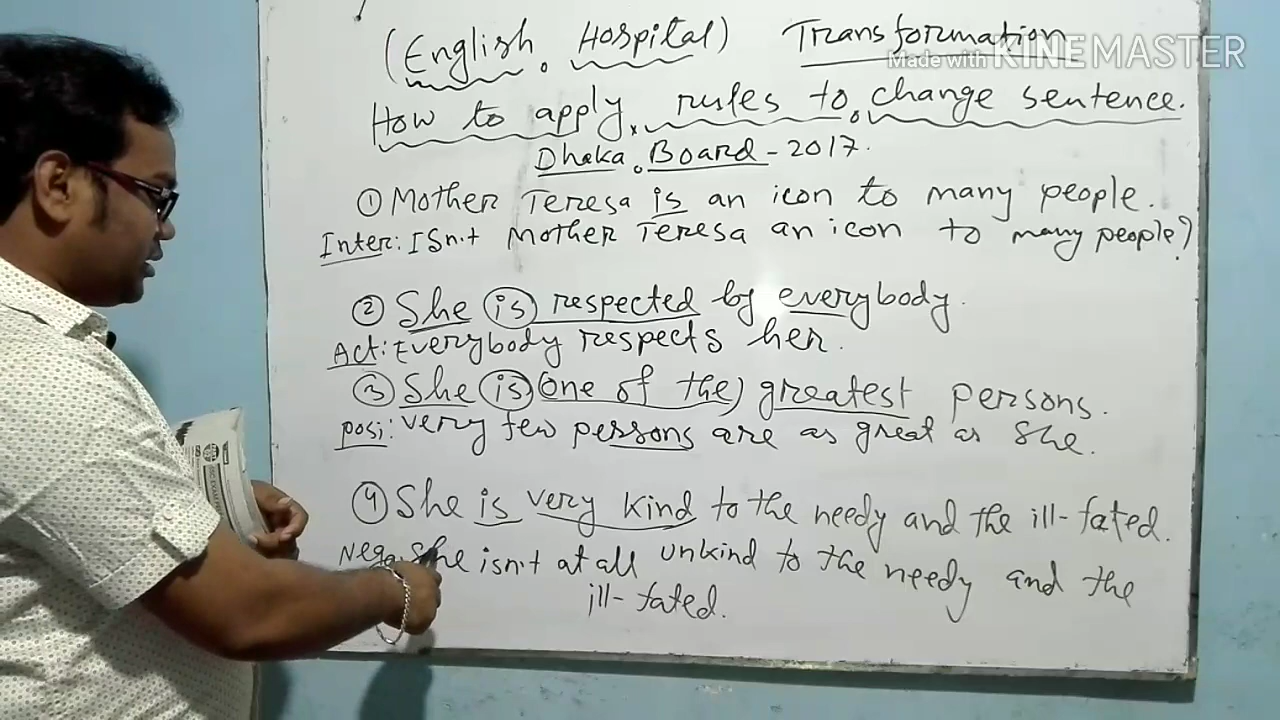 (English Hospital) Transformation
Made with KINEMASTER
How to apply rules to change sentence.
Dhaka Board - 2017.
① Mother Teresa is an icon to many people.
Inter: Isn't Mother Teresa an icon to many people?
② She is respected by everybody.
Act: Everybody respects her.
③ She is (one of the) greatest persons.
Posi: very few persons are as great as she.
④ She is very kind to the needy and the ill-fated.
Nega: She isn't at all unkind to the needy and the
ill-fated.